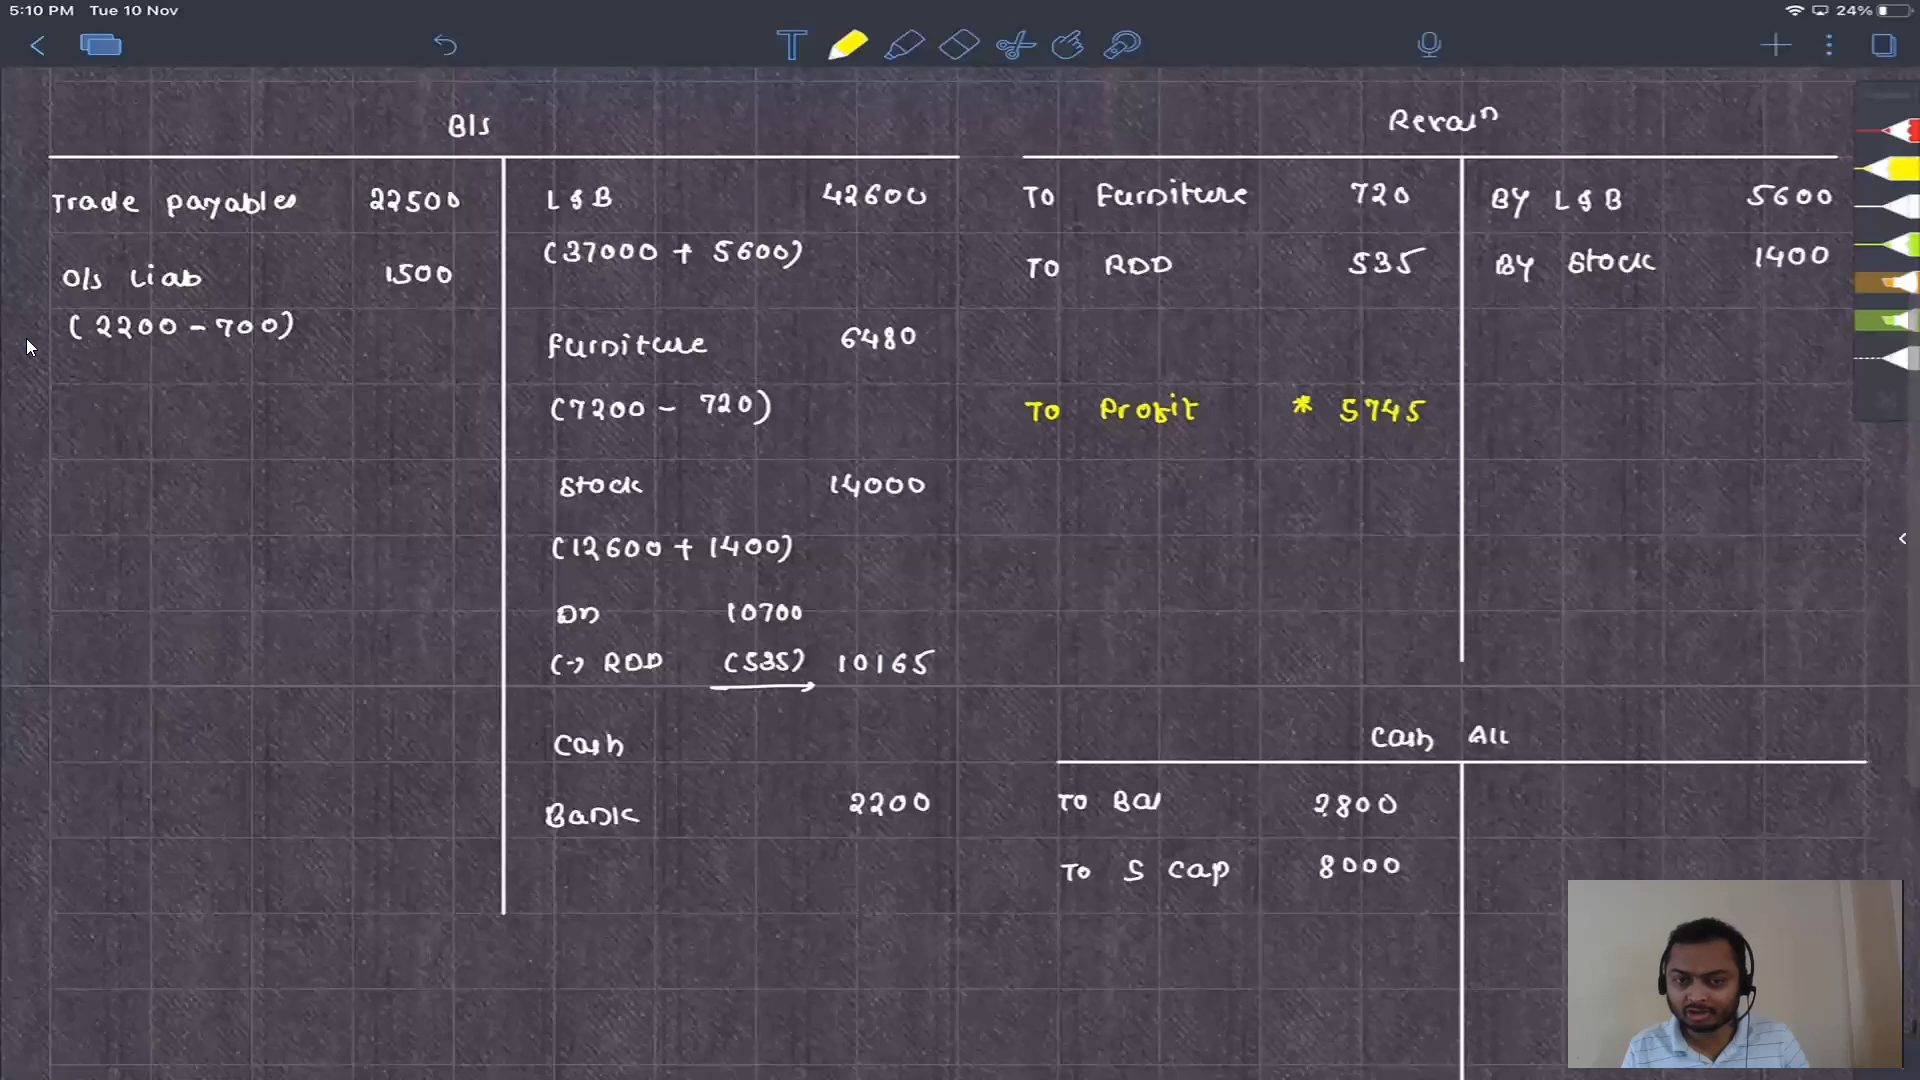 5:10 PM Tue 10 Nov
24%
B/s
Trade payables 22500
O/s Liab 1500
(2200-700)
L & B 42600
(37000 + 5600)
Furniture 6480
(7200 - 720)
Stock 14000
(12600 + 1400)
Drs 10700
(-) RDD (535) 10165
Cash
Bank 2200
Revaln
To Furniture 720
By L & B 5600
To RDD 535
By Stock 1400
To Profit * 5745
Cash A/c
To Bal 2800
To S Cap 8000